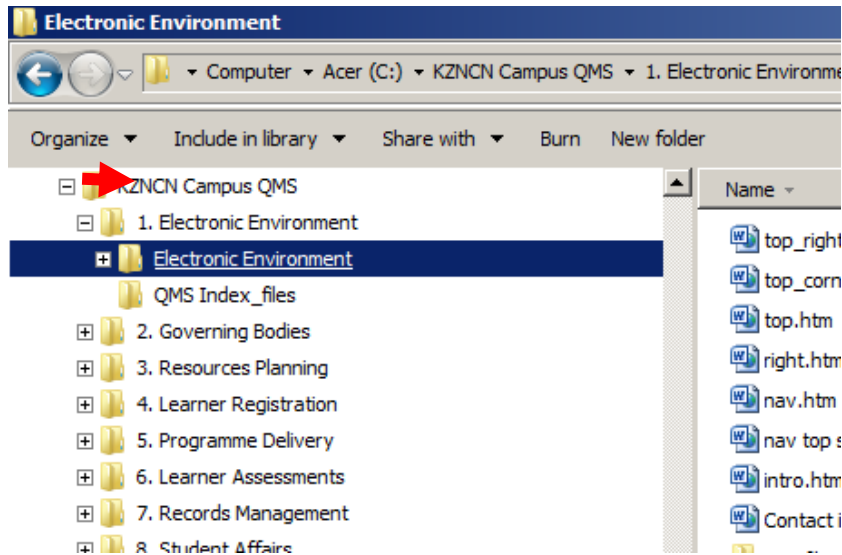 Electronic Environment
Computer Acer (C:) KZNCN Campus QMS 1. Electronic Environme
Organize Include in library Share with Burn New folder
KZNCN Campus QMS
1. Electronic Environment
Electronic Environment
QMS Index_files
2. Governing Bodies
3. Resources Planning
4. Learner Registration
5. Programme Delivery
6. Learner Assessments
7. Records Management
8. Student Affairs
Name
top_right
top_corn
top.htm
right.htm
nav.htm
nav top s
intro.htm
Contact i